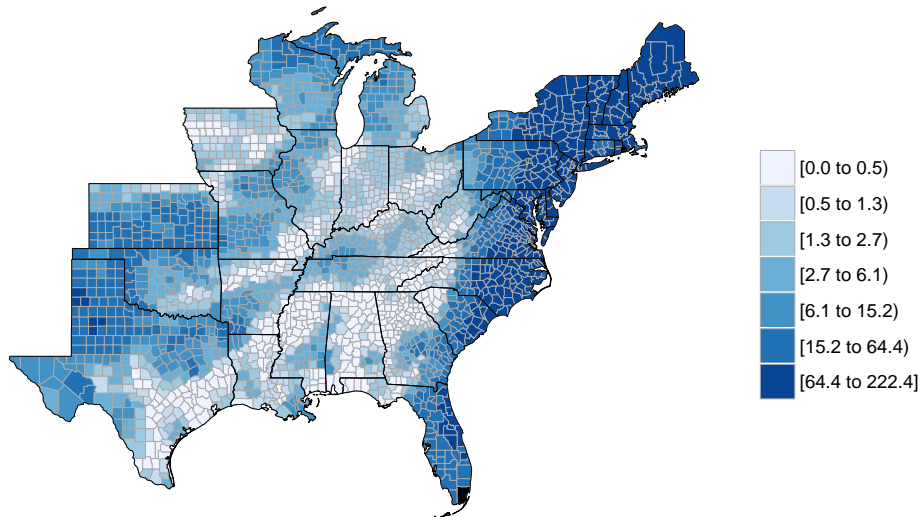 [0.0 to 0.5)
[0.5 to 1.3)
[1.3 to 2.7)
[2.7 to 6.1)
[6.1 to 15.2)
[15.2 to 64.4)
[64.4 to 222.4]